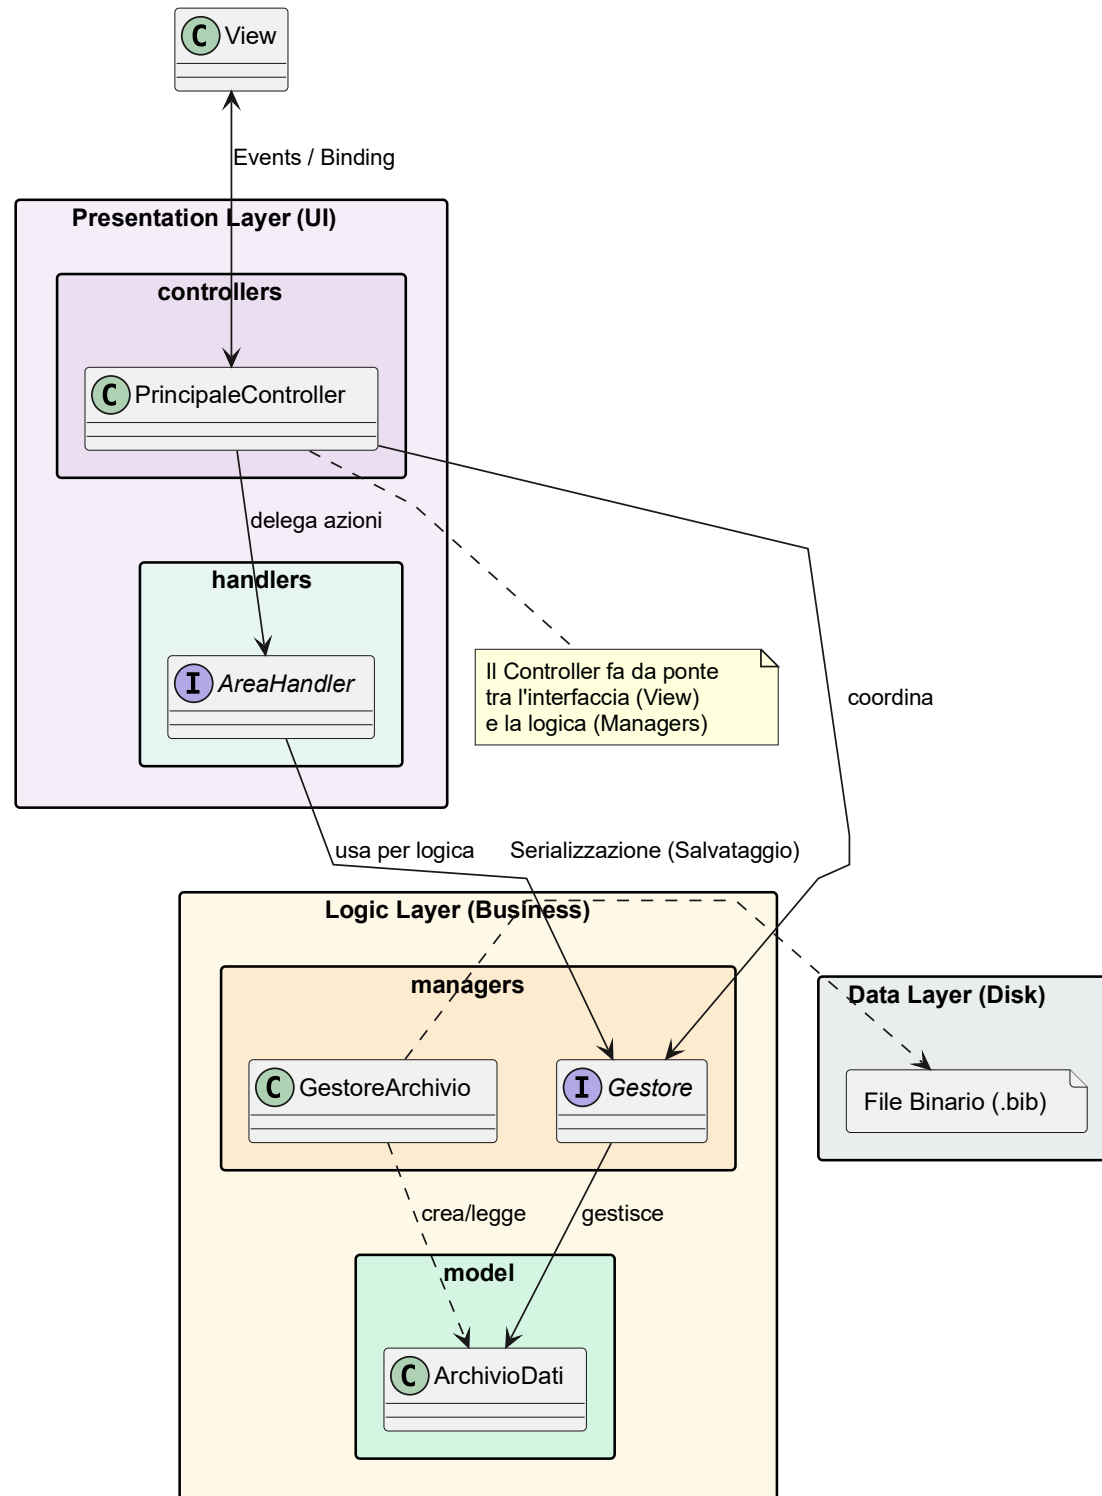 C View
Events / Binding
Presentation Layer (UI)
controllers
C PrincipaleController
delega azioni
handlers
I AreaHandler
Il Controller fa da ponte
tra l'interfaccia (View)
e la logica (Managers)
coordina
usa per logica
Serializzazione (Salvataggio)
Logic Layer (Business)
managers
Data Layer (Disk)
C GestoreArchivio
I Gestore
File Binario (.bib)
crea/legge
gestisce
model
C ArchivioDati